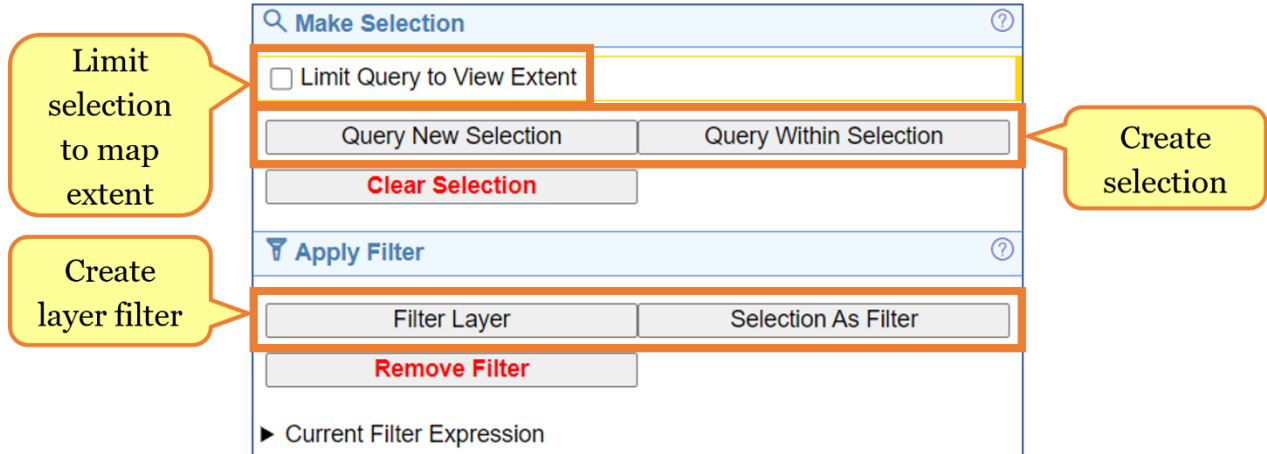 Make Selection
Limit
selection
to map
extent
Limit Query to View Extent
Query New Selection
Query Within Selection
Create
selection
Clear Selection
Apply Filter
Create
layer filter
Filter Layer
Selection As Filter
Remove Filter
Current Filter Expression